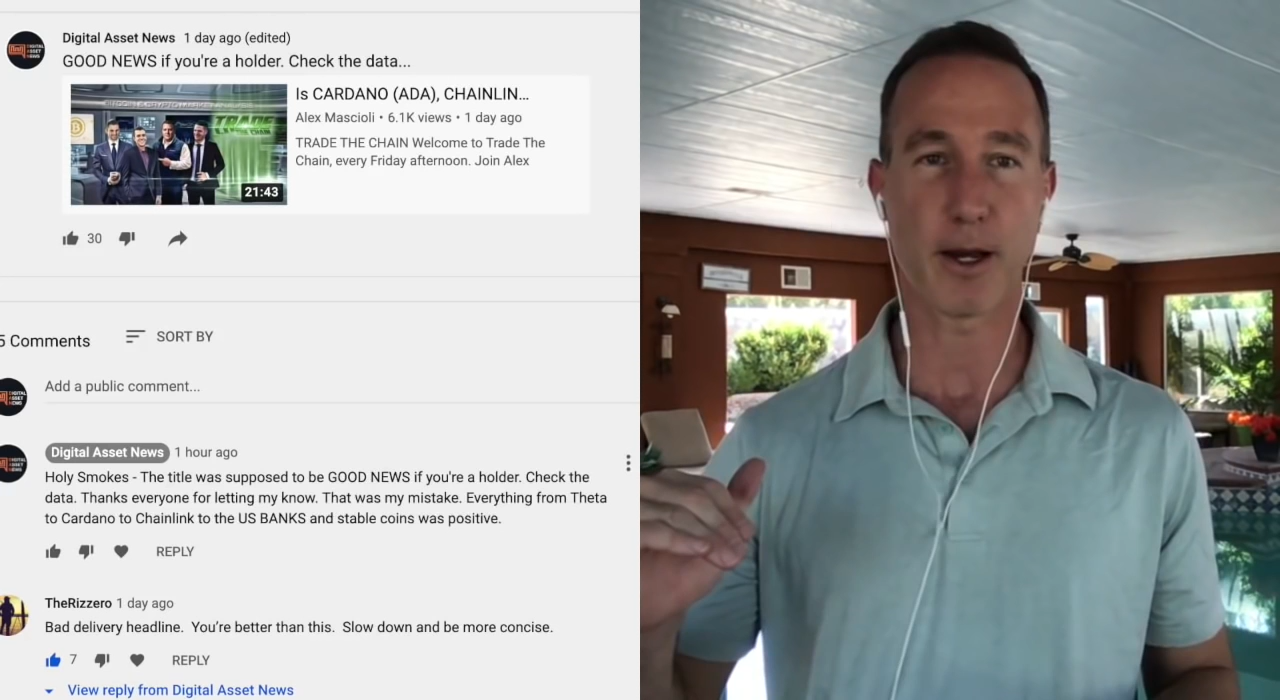 Digital Asset News 1 day ago (edited)
GOOD NEWS if you're a holder. Check the data...
Is CARDANO (ADA), CHAINLIN...
Alex Mascioli • 6.1K views • 1 day ago
TRADE THE CHAIN Welcome to Trade The
Chain, every Friday afternoon. Join Alex
21:43
30
5 Comments
SORT BY
Add a public comment...
Digital Asset News 1 hour ago
Holy Smokes - The title was supposed to be GOOD NEWS if you're a holder. Check the
data. Thanks everyone for letting my know. That was my mistake. Everything from Theta
to Cardano to Chainlink to the US BANKS and stable coins was positive.
REPLY
TheRizzero 1 day ago
Bad delivery headline. You're better than this. Slow down and be more concise.
7
REPLY
View reply from Digital Asset News